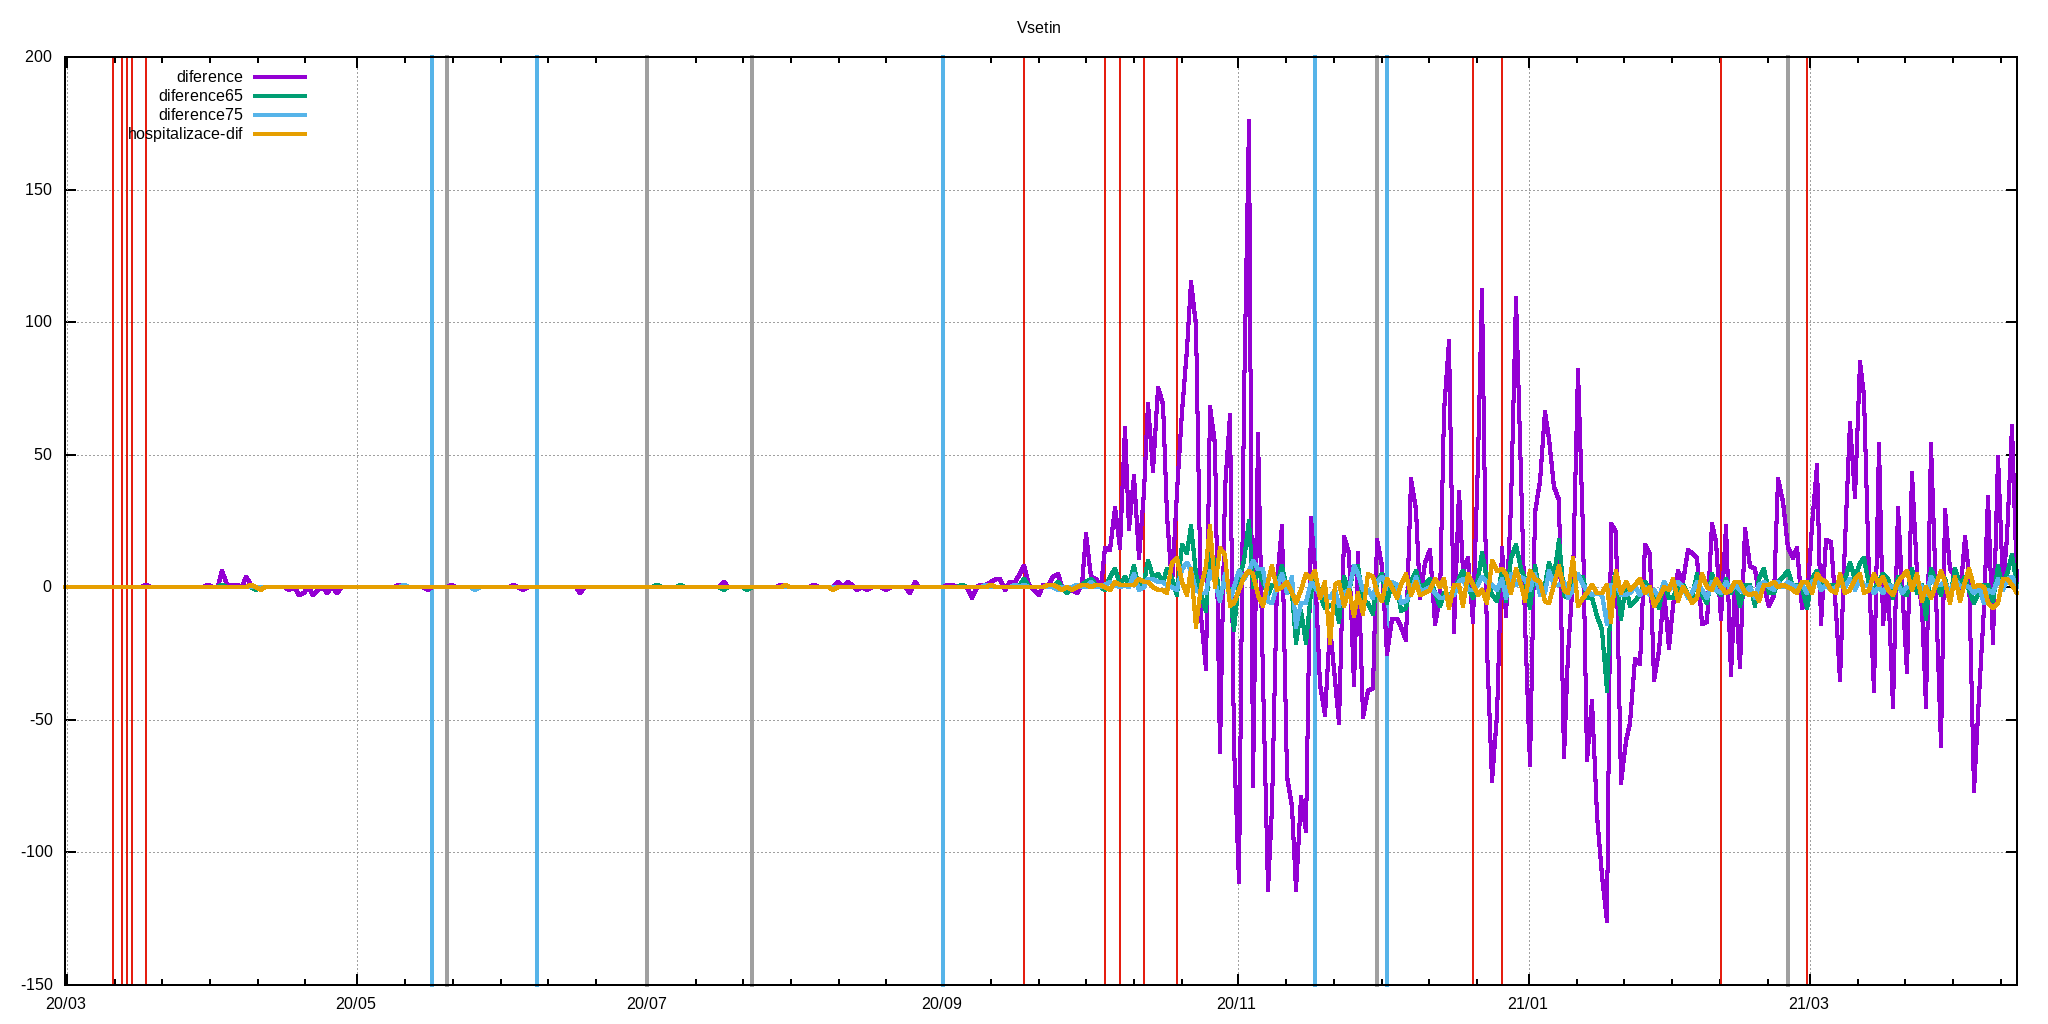 Vsetin
200
150
100
50
0
-50
-100
-150
diference
diference65
diference75
hospitalizace-dif
20/03 20/05 20/07 20/09 20/11 21/01 21/03